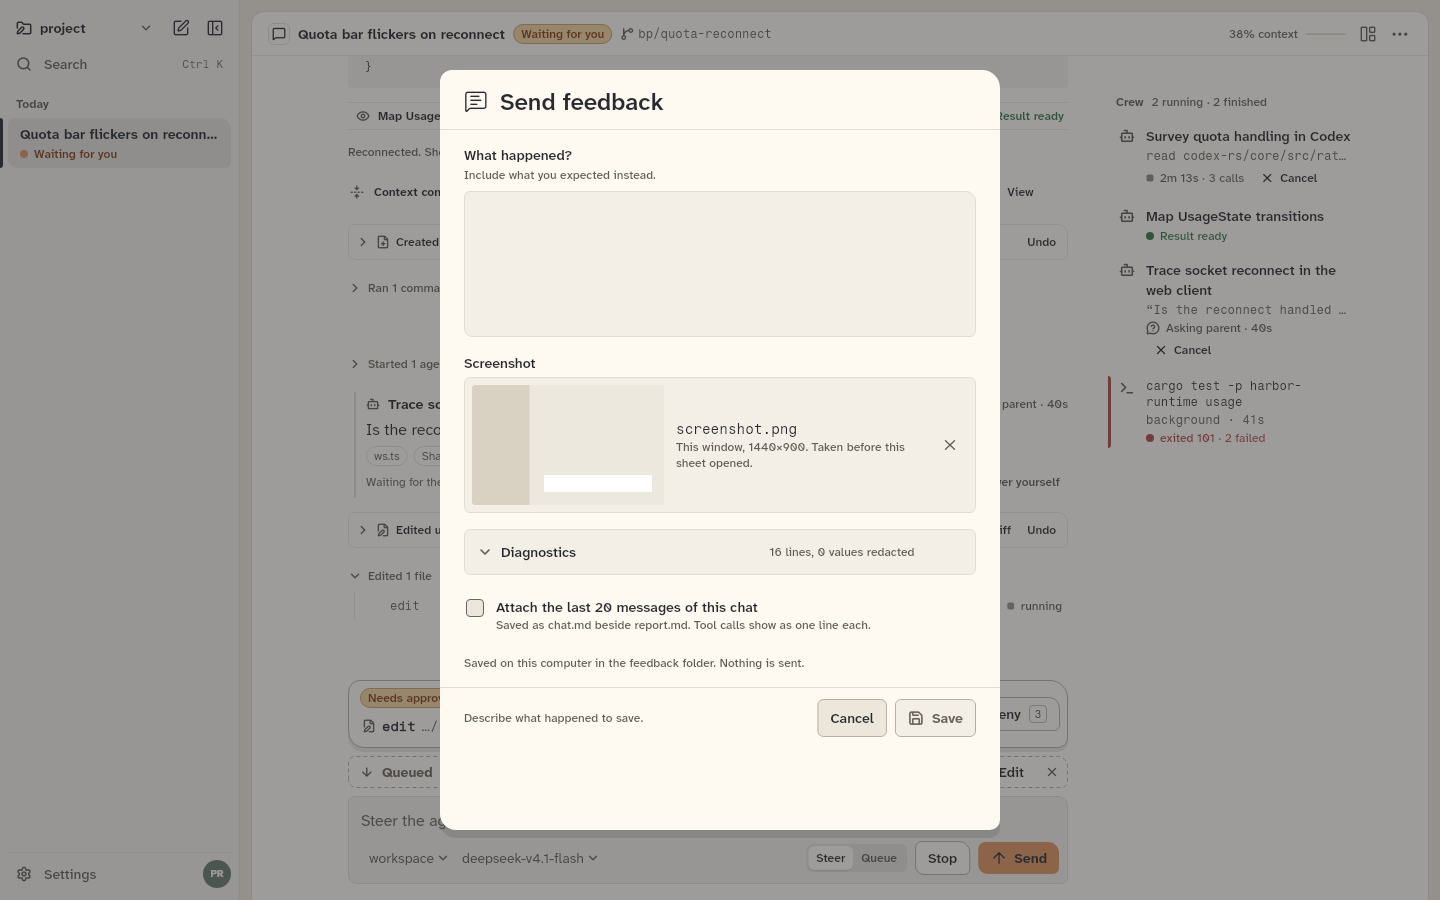 project
Search
Ctrl K
Today
Quota bar flickers on reconn…
Waiting for you
Settings
PR
Quota bar flickers on reconnect
Waiting for you
bp/quota-reconnect
38% context
}
Map Usage
Result ready
Reconnected. Sh
Context con
View
Created
Undo
Ran 1 comma
Started 1 age
Trace sc
parent · 40s
Is the reco
ws.ts
Sha
Waiting for the
er yourself
Edited u
iff
Undo
Edited 1 file
edit
running
Needs approv
edit …/
eny
3
Queued
Edit
Steer the ag
workspace
deepseek-v4.1-flash
Steer
Queue
Stop
Send
Send feedback
What happened?
Include what you expected instead.
Screenshot
screenshot.png
This window, 1440×900. Taken before this
sheet opened.
Diagnostics
16 lines, 0 values redacted
Attach the last 20 messages of this chat
Saved as chat.md beside report.md. Tool calls show as one line each.
Saved on this computer in the feedback folder. Nothing is sent.
Describe what happened to save.
Cancel
Save
Crew
2 running · 2 finished
Survey quota handling in Codex
read codex-rs/core/src/rat…
2m 13s · 3 calls
Cancel
Map UsageState transitions
Result ready
Trace socket reconnect in the
web client
“Is the reconnect handled …
Asking parent · 40s
Cancel
cargo test -p harbor-
runtime usage
background · 41s
exited 101 · 2 failed